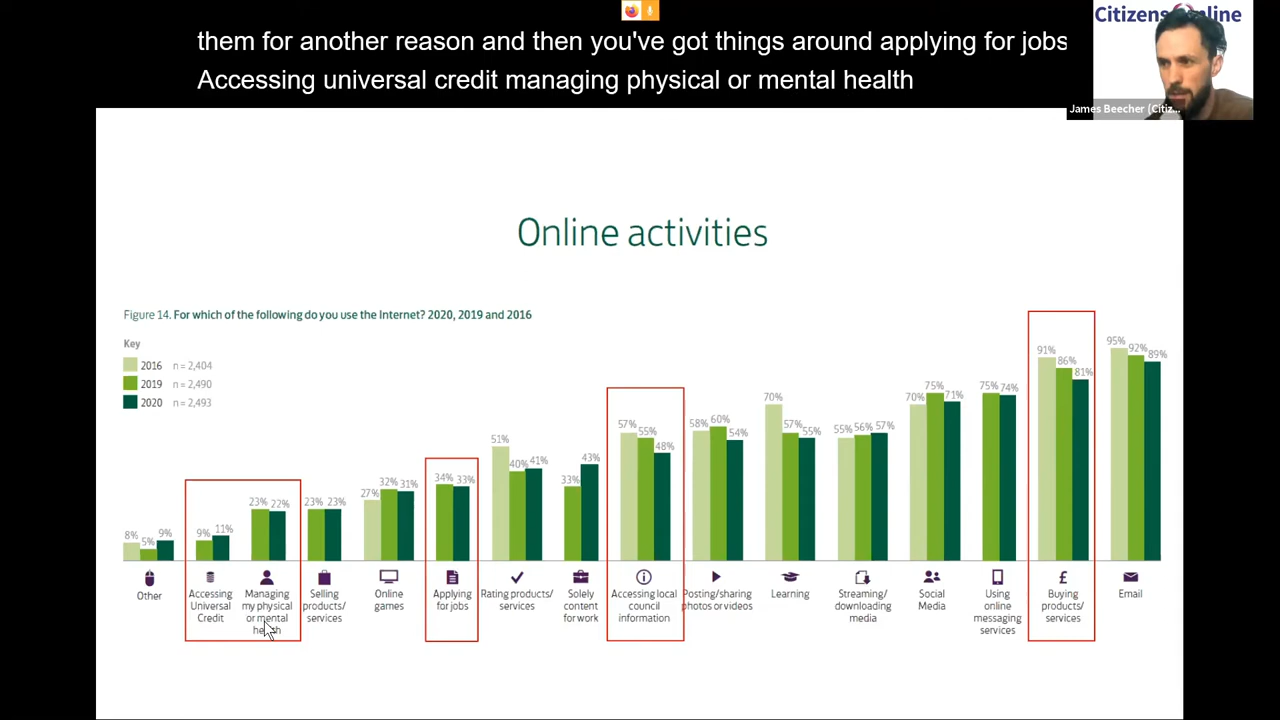 them for another reason and then you've got things around applying for jobs
Accessing universal credit managing physical or mental health
Citizens Online
James Beecher (Citiz...
Online activities
Figure 14. For which of the following do you use the Internet? 2020, 2019 and 2016
Key
2016 n = 2,404
2019 n = 2,490
2020 n = 2,493
8% 5% 9%
9% 11%
23% 22%
23% 23%
27% 32% 31%
34% 33%
51% 40% 41%
33% 43%
57% 55% 48%
58% 60% 54%
70% 57% 55%
55% 56% 57%
70% 75% 71%
75% 74%
91% 86% 81%
95% 92% 89%
Other
Accessing
Universal
Credit
Managing
my physical
or mental
health
Selling
products/
services
Online
games
Applying
for jobs
Rating products/
services
Solely
content
for work
Accessing local
council
information
Posting/sharing
photos or videos
Learning
Streaming/
downloading
media
Social
Media
Using
online
messaging
services
£
Buying
products/
services
Email